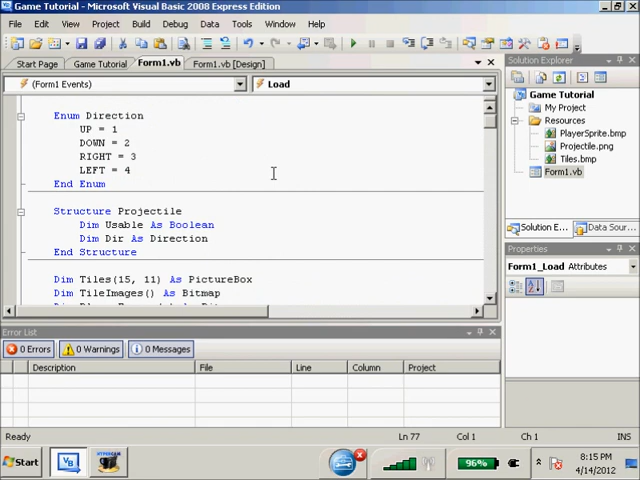 Game Tutorial - Microsoft Visual Basic 2008 Express Edition
File Edit View Project Build Debug Data Tools Window Help
Start Page Game Tutorial Form1.vb Form1.vb [Design]
(Form1 Events) Load
Enum Direction
UP = 1
DOWN = 2
RIGHT = 3
LEFT = 4
End Enum
Structure Projectile
Dim Usable As Boolean
Dim Dir As Direction
End Structure
Dim Tiles(15, 11) As PictureBox
Dim TileImages() As Bitmap
Solution Explorer
Game Tutorial
My Project
Resources
PlayerSprite.bmp
Projectile.png
Tiles.bmp
Form1.vb
Solution E... Data Sour...
Properties
Form1_Load Attributes
Error List
0 Errors 0 Warnings 0 Messages
Description File Line Column Project
Ready Ln 77 Col 1 Ch 1 INS
Start 96% 8:15 PM
4/14/2012